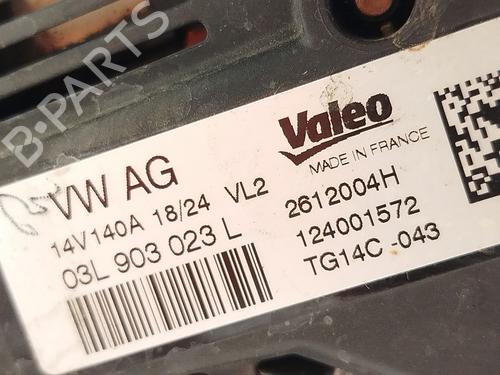 B-PARTS
VW AG
14V140A 18/24 VL2
03L 903 023 L
Valeo
MADE IN FRANCE
2612004H
124001572
TG14C -043